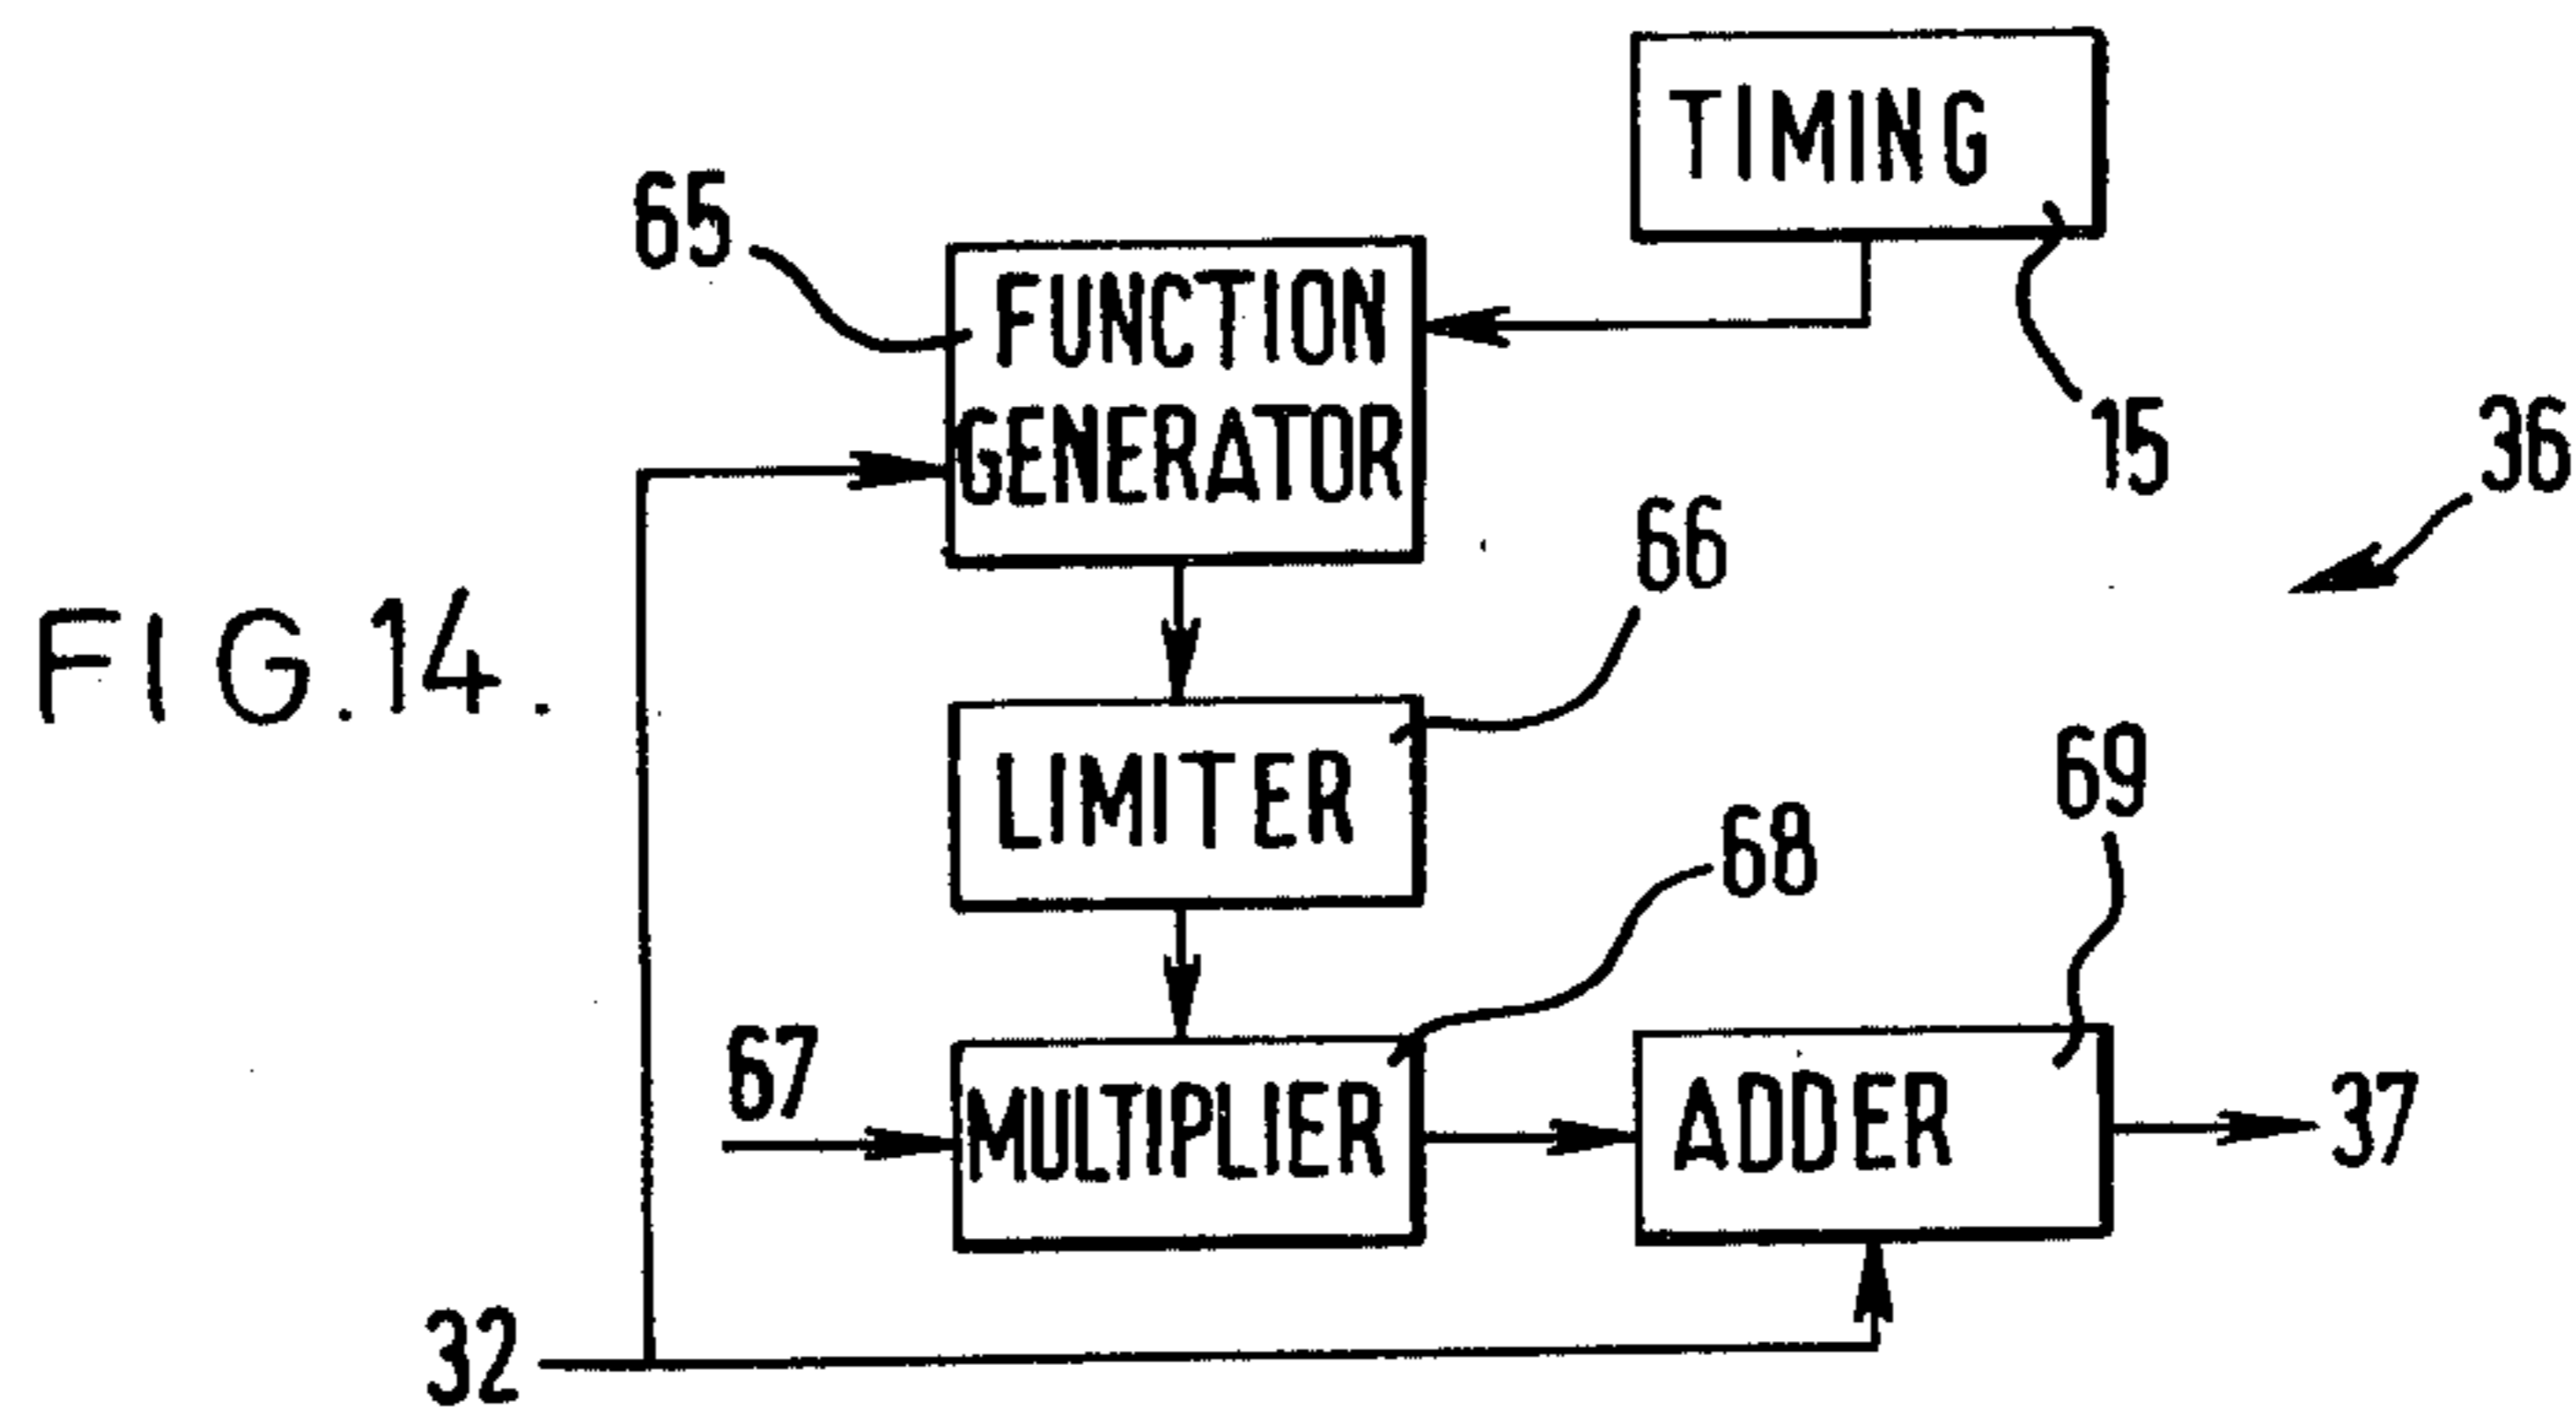 TIMING
65
FUNCTION
GENERATOR
15
36
66
FIG.14.
LIMITER
69
68
67
MULTIPLIER
ADDER
37
32